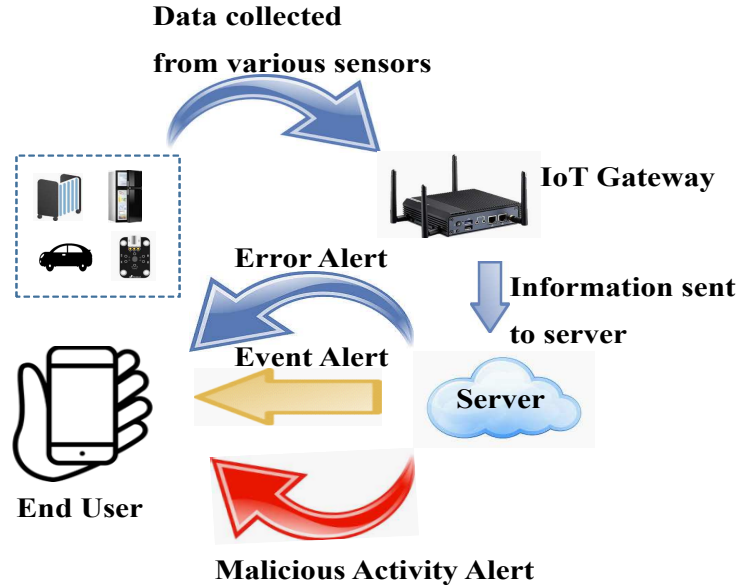 Data collected
from various sensors
IoT Gateway
Error Alert
Information sent
to server
Event Alert
Server
End User
Malicious Activity Alert